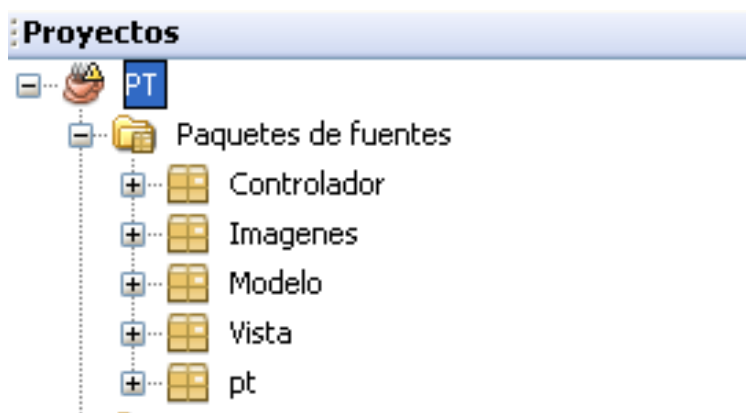 Proyectos
PT
Paquetes de fuentes
Controlador
Imagenes
Modelo
Vista
pt